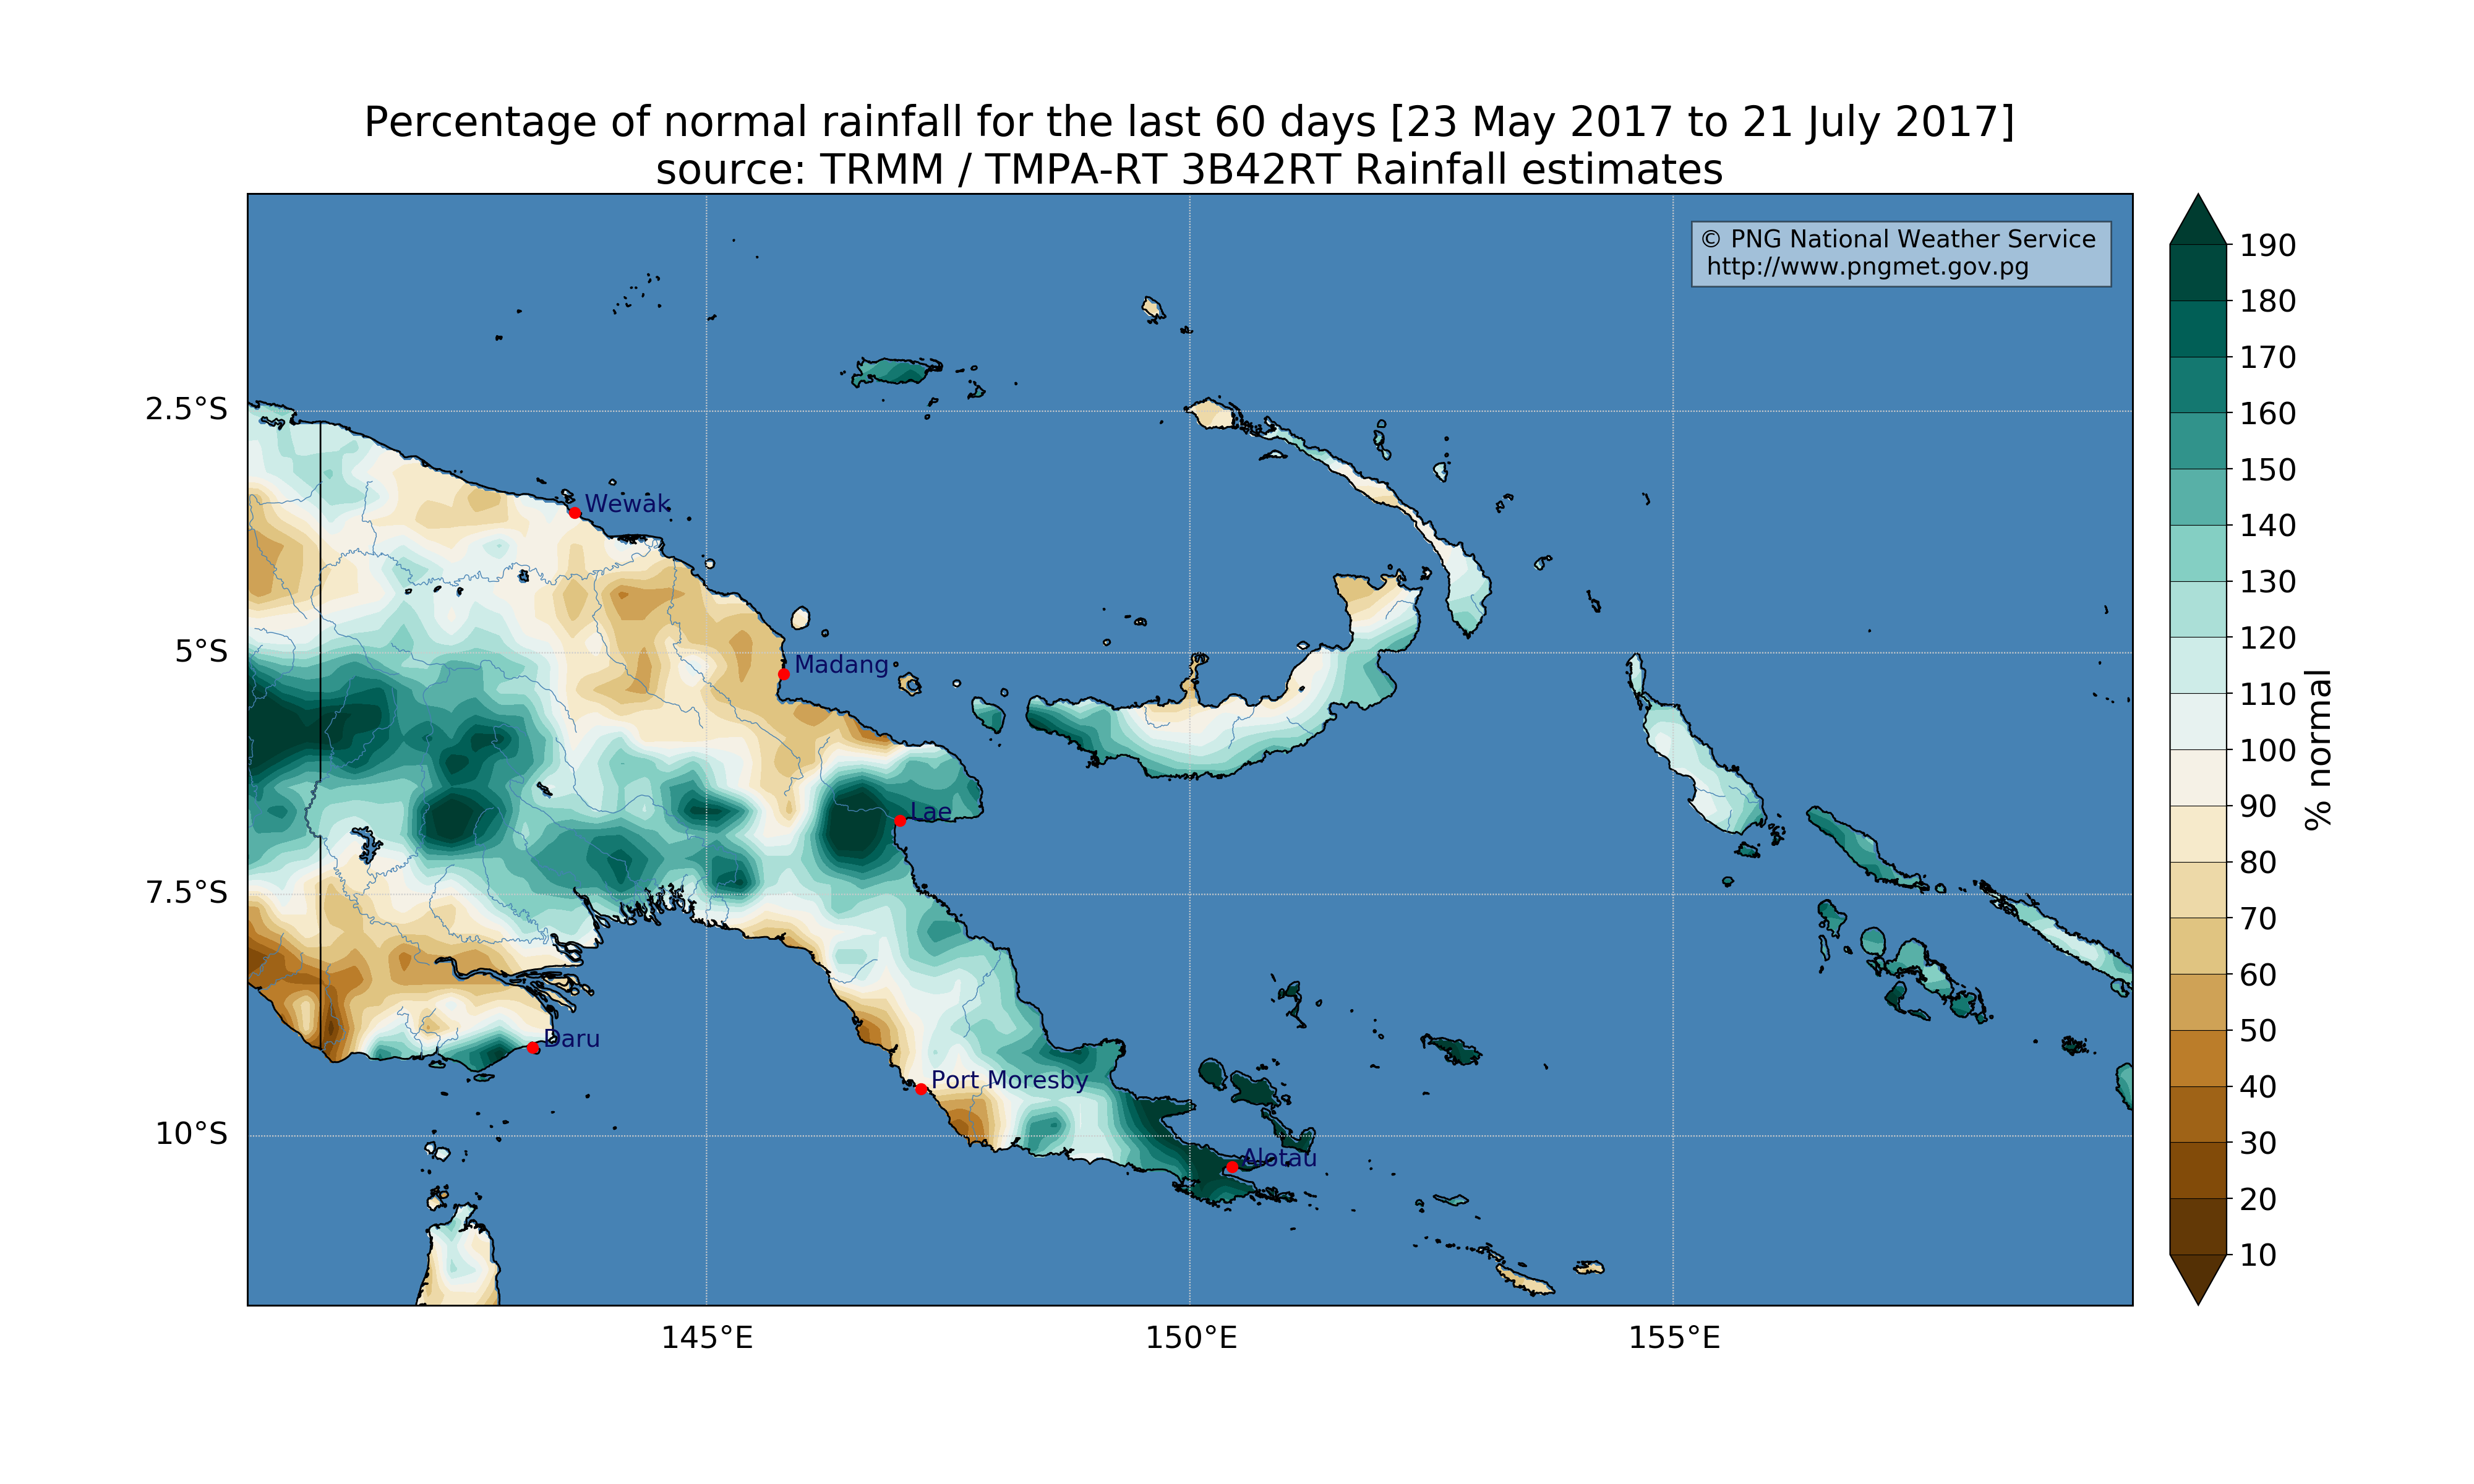 Percentage of normal rainfall for the last 60 days [23 May 2017 to 21 July 2017]
source: TRMM / TMPA-RT 3B42RT Rainfall estimates
© PNG National Weather Service
http://www.pngmet.gov.pg
190
180
170
160
150
140
130
120
110
100
90
80
70
60
50
40
30
20
10
% normal
2.5°S
5°S
7.5°S
10°S
Wewak
Madang
Lae
Daru
Port Moresby
Alotau
145°E
150°E
155°E